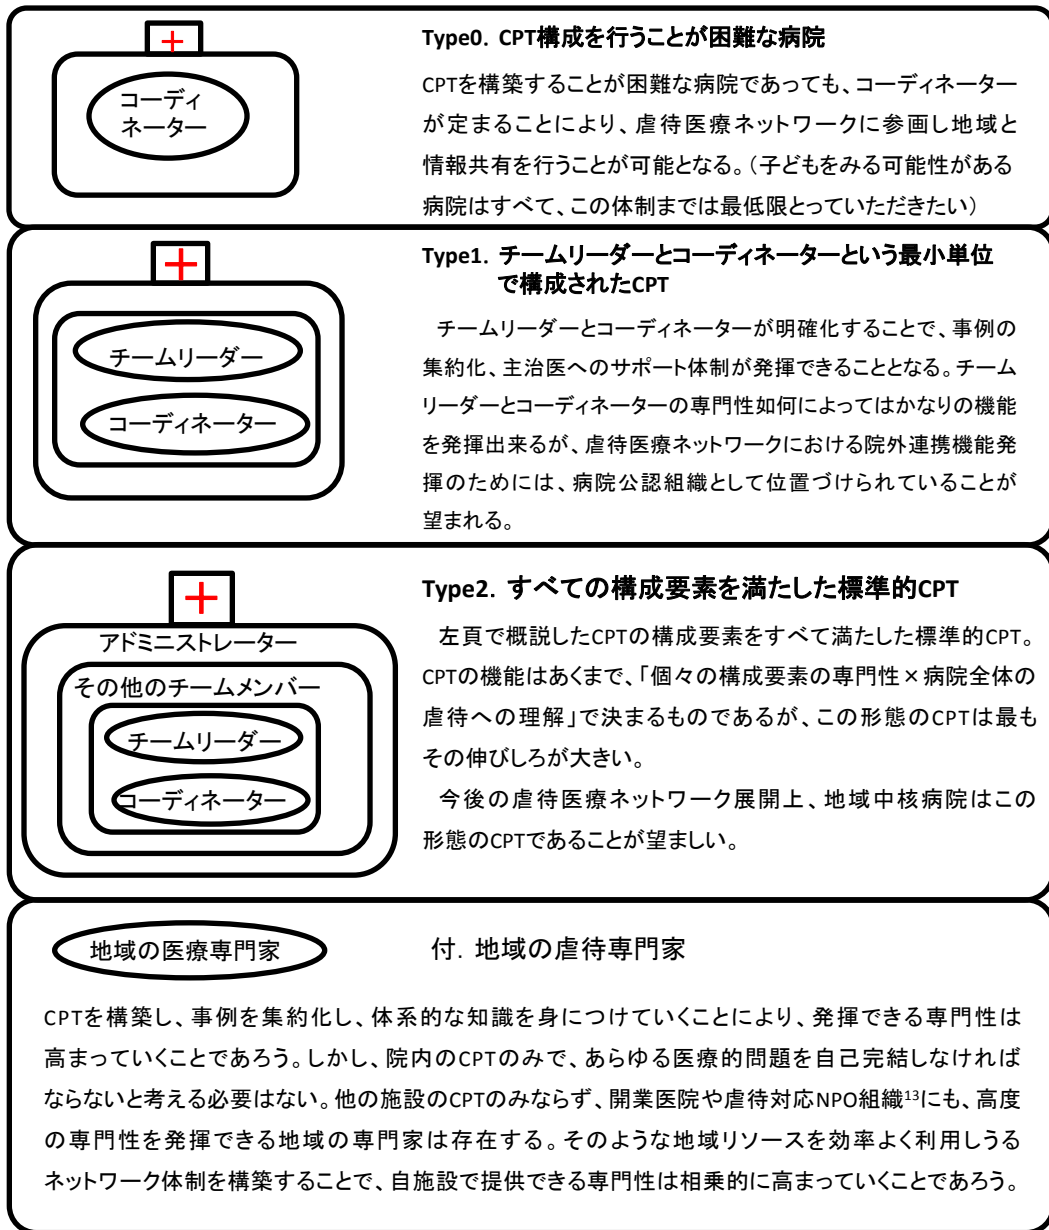 コーディ
ネーター
Type0. CPT構成を行うことが困難な病院
CPTを構築することが困難な病院であっても、コーディネーター
が定まることにより、虐待医療ネットワークに参画し地域と
情報共有を行うことが可能となる。（子どもをみる可能性がある
病院はすべて、この体制までは最低限とっていただきたい）
チームリーダー
コーディネーター
Type1. チームリーダーとコーディネーターという最小単位
で構成されたCPT
チームリーダーとコーディネーターが明確化することで、事例の
集約化、主治医へのサポート体制が発揮できることとなる。チーム
リーダーとコーディネーターの専門性如何によってはかなりの機能
を発揮出来るが、虐待医療ネットワークにおける院外連携機能発
揮のためには、病院公認組織として位置づけられていることが
望まれる。
アドミニストレーター
その他のチームメンバー
チームリーダー
コーディネーター
Type2. すべての構成要素を満たした標準的CPT
左頁で概説したCPTの構成要素をすべて満たした標準的CPT。
CPTの機能はあくまで、「個々の構成要素の専門性×病院全体の
虐待への理解」で決まるものであるが、この形態のCPTは最も
その伸びしろが大きい。
今後の虐待医療ネットワーク展開上、地域中核病院はこの
形態のCPTであることが望ましい。
地域の医療専門家
付. 地域の虐待専門家
CPTを構築し、事例を集約化し、体系的な知識を身につけていくことにより、発揮できる専門性は
高まっていくことであろう。しかし、院内のCPTのみで、あらゆる医療的問題を自己完結しなければ
ならないと考える必要はない。他の施設のCPTのみならず、開業医院や虐待対応NPO組織13にも、高度
の専門性を発揮できる地域の専門家は存在する。そのような地域リソースを効率よく利用しうる
ネットワーク体制を構築することで、自施設で提供できる専門性は相乗的に高まっていくことであろう。